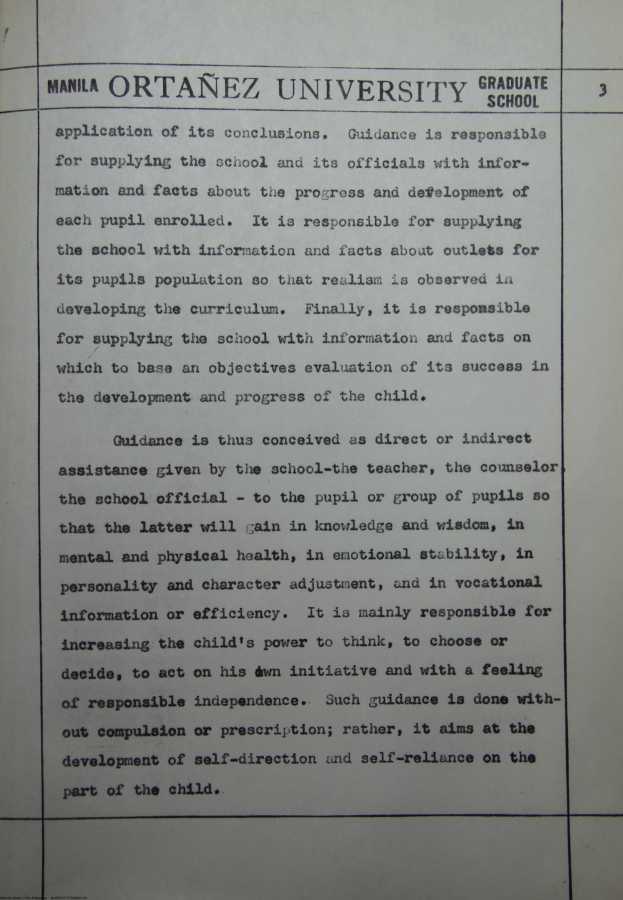 MANILA ORTAÑEZ UNIVERSITY GRADUATE SCHOOL 3
application of its conclusions. Guidance is responsible
for supplying the school and its officials with infor-
mation and facts about the progress and development of
each pupil enrolled. It is responsible for supplying
the school with information and facts about outlets for
its pupils population so that realism is observed in
developing the curriculum. Finally, it is responsible
for supplying the school with information and facts on
which to base an objectives evaluation of its success in
the development and progress of the child.
Guidance is thus conceived as direct or indirect
assistance given by the school-the teacher, the counselor,
the school official - to the pupil or group of pupils so
that the latter will gain in knowledge and wisdom, in
mental and physical health, in emotional stability, in
personality and character adjustment, and in vocational
information or efficiency. It is mainly responsible for
increasing the child's power to think, to choose or
decide, to act on his own initiative and with a feeling
of responsible independence. Such guidance is done with-
out compulsion or prescription; rather, it aims at the
development of self-direction and self-reliance on the
part of the child.